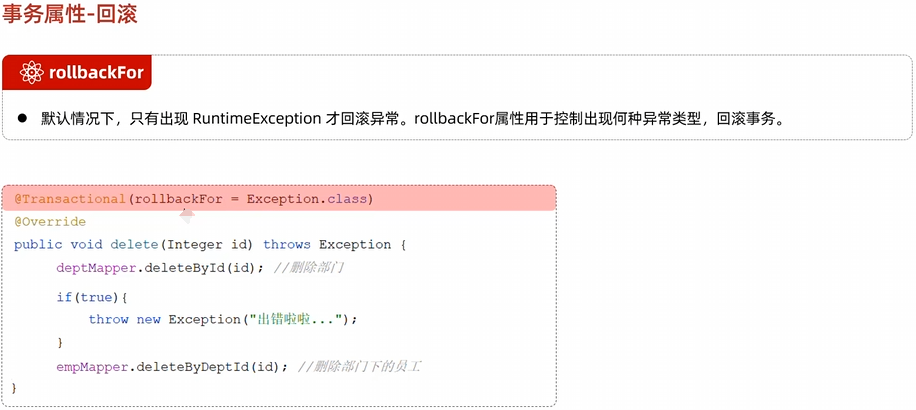 事务属性-回滚
rollbackFor
● 默认情况下，只有出现 RuntimeException 才回滚异常。rollbackFor属性用于控制出现何种异常类型，回滚事务。
@Transactional(rollbackFor = Exception.class)
@Override
public void delete(Integer id) throws Exception {
deptMapper.deleteById(id); //删除部门
if(true){
throw new Exception("出错啦啦...");
}
empMapper.deleteByDeptId(id); //删除部门下的员工
}